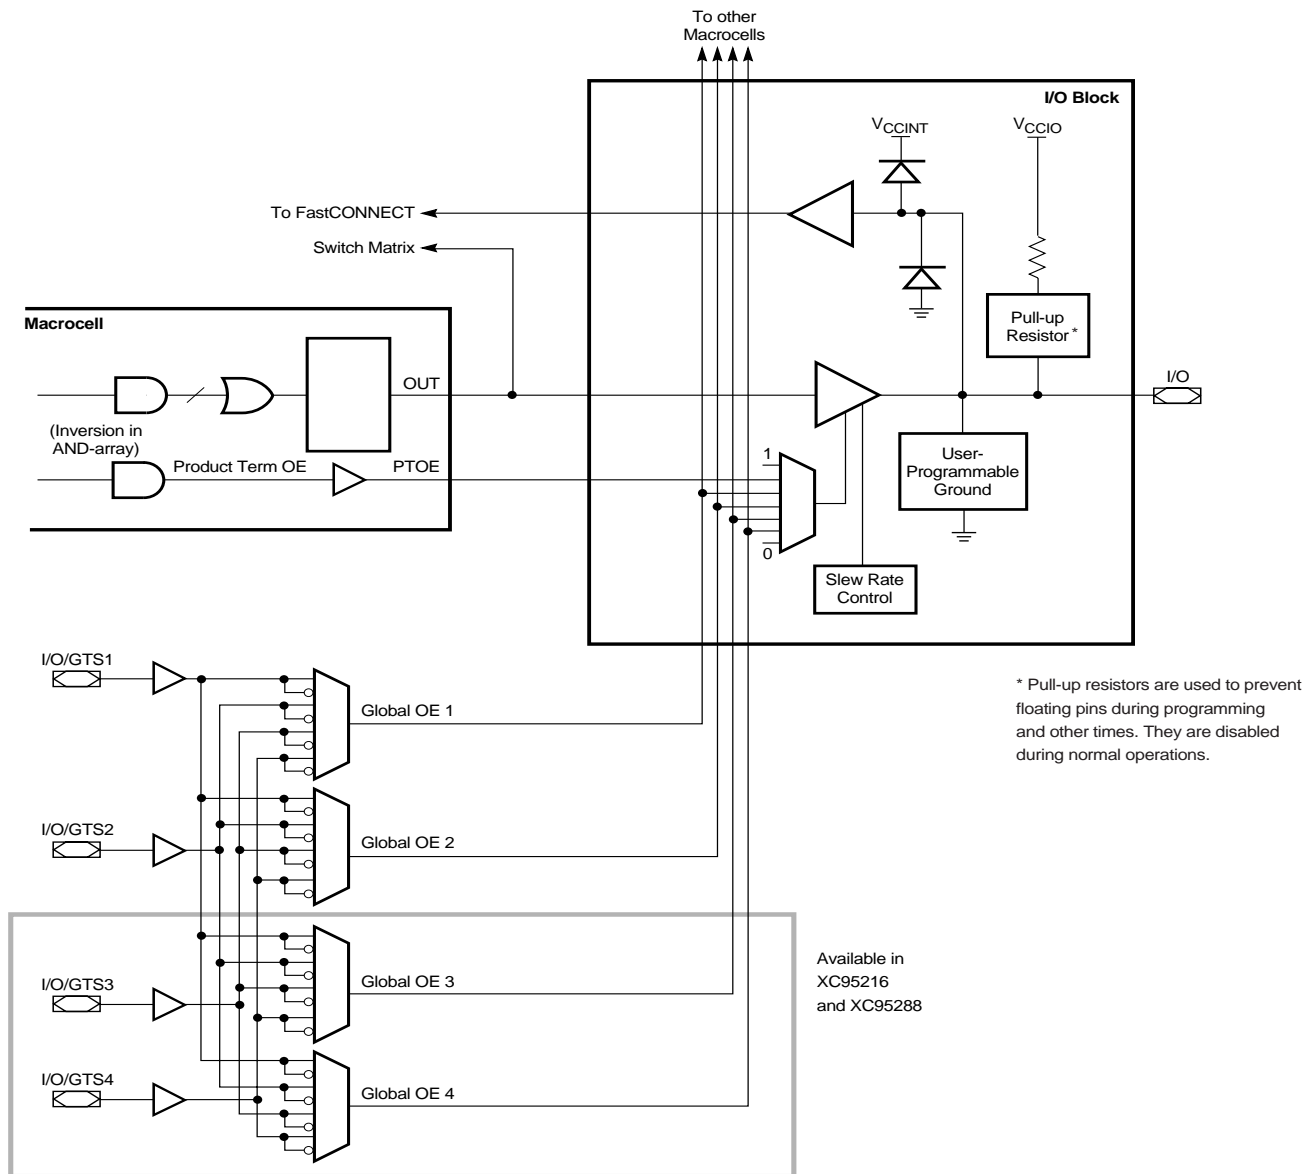 To other
Macrocells
I/O Block
VCCINT
VCCIO
To FastCONNECT
Switch Matrix
Macrocell
Pull-up
Resistor*
OUT
I/O
(Inversion in
AND-array)
Product Term OE
PTOE
1
User-
Programmable
Ground
0
Slew Rate
Control
I/O/GTS1
Global OE 1
* Pull-up resistors are used to prevent
floating pins during programming
and other times. They are disabled
during normal operations.
I/O/GTS2
Global OE 2
I/O/GTS3
Global OE 3
Available in
XC95216
and XC95288
I/O/GTS4
Global OE 4